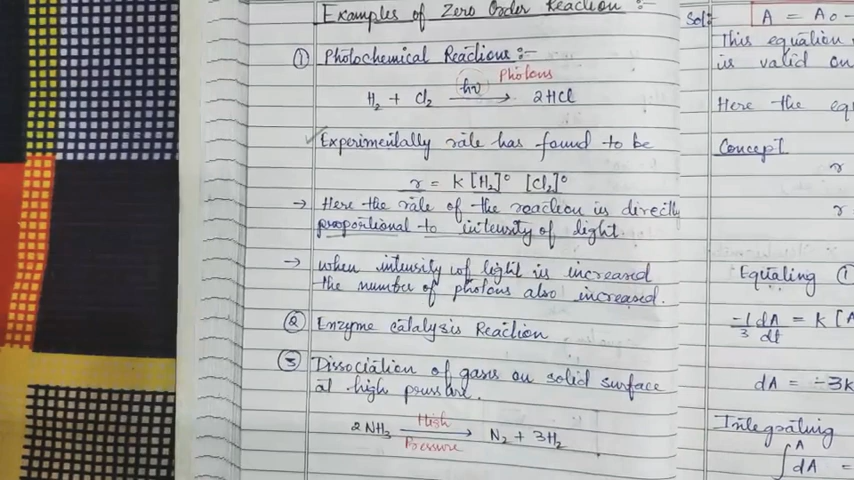 Examples of Zero Order Reaction :-
① Photochemical Reactions :-
H₂ + Cl₂ —hν→ 2HCl
Photons
Experimentally rate has found to be
r = K [H₂]⁰ [Cl₂]⁰
→ Here the rate of the reaction is directly
proportional to intensity of light.
→ when intensity of light is increased
the number of photons also increased.
② Enzyme catalysis Reaction
③ Dissociation of gases on solid surface
at high pressure.
2NH₃ —High Pressure→ N₂ + 3H₂
Sol:- A = A₀ -
This equation
is valid on
Here the
Concept
r
r =
Equaling ①
-1/3 dA/dt = K [A
dA = -3K
Integrating
∫ᴬ dA =